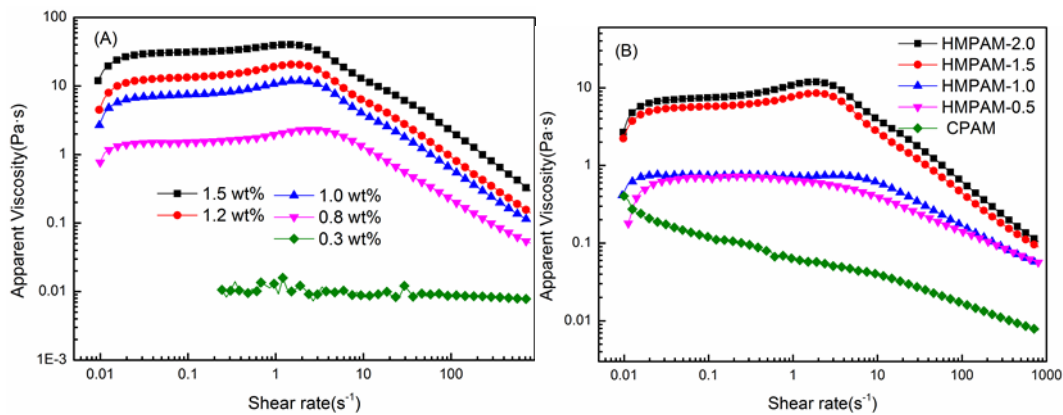 (A)
Apparent Viscosity(Pa·s)
100
10
1
0.1
0.01
1E-3
1.5 wt%
1.2 wt%
1.0 wt%
0.8 wt%
0.3 wt%
0.01
0.1
1
10
100
Shear rate(s⁻¹)
(B)
Apparent Viscosity(Pa·s)
100
10
1
0.1
0.01
HMPAM-2.0
HMPAM-1.5
HMPAM-1.0
HMPAM-0.5
CPAM
0.01
0.1
1
10
100
1000
Shear rate(s⁻¹)